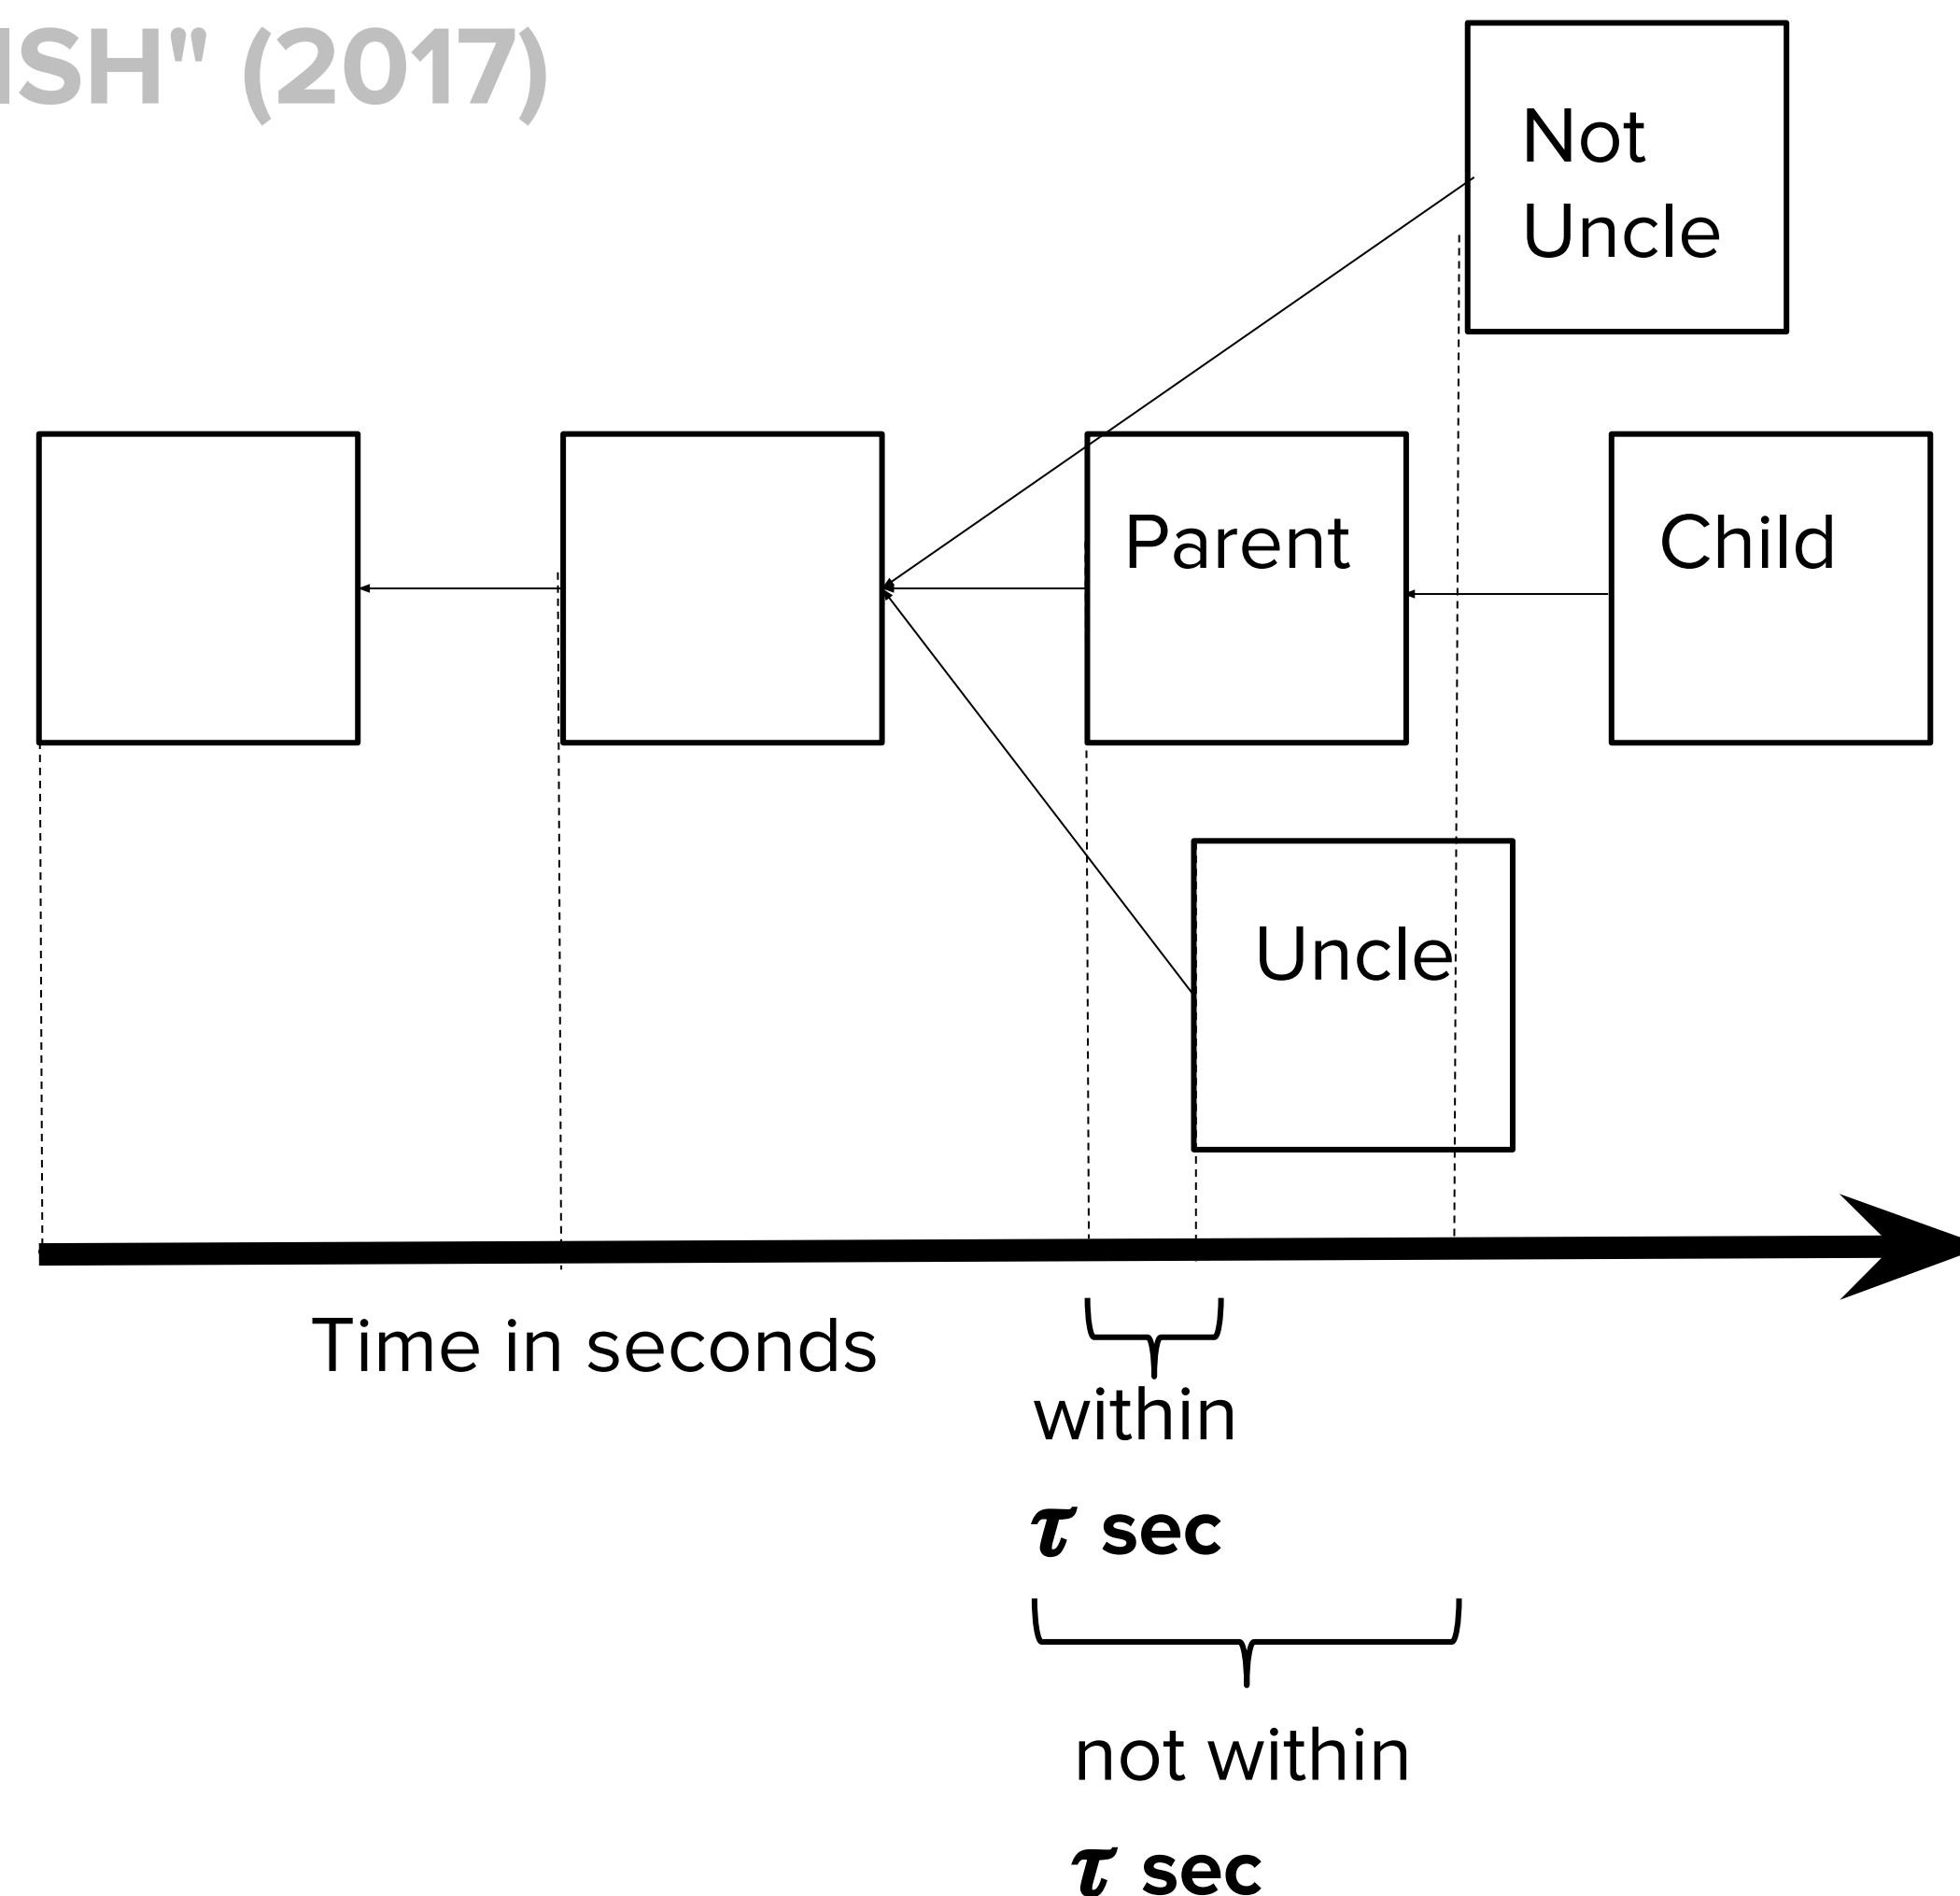 ISH" (2017)
Not
Uncle
Parent
Child
Uncle
Time in seconds
within
τ sec
not within
τ sec